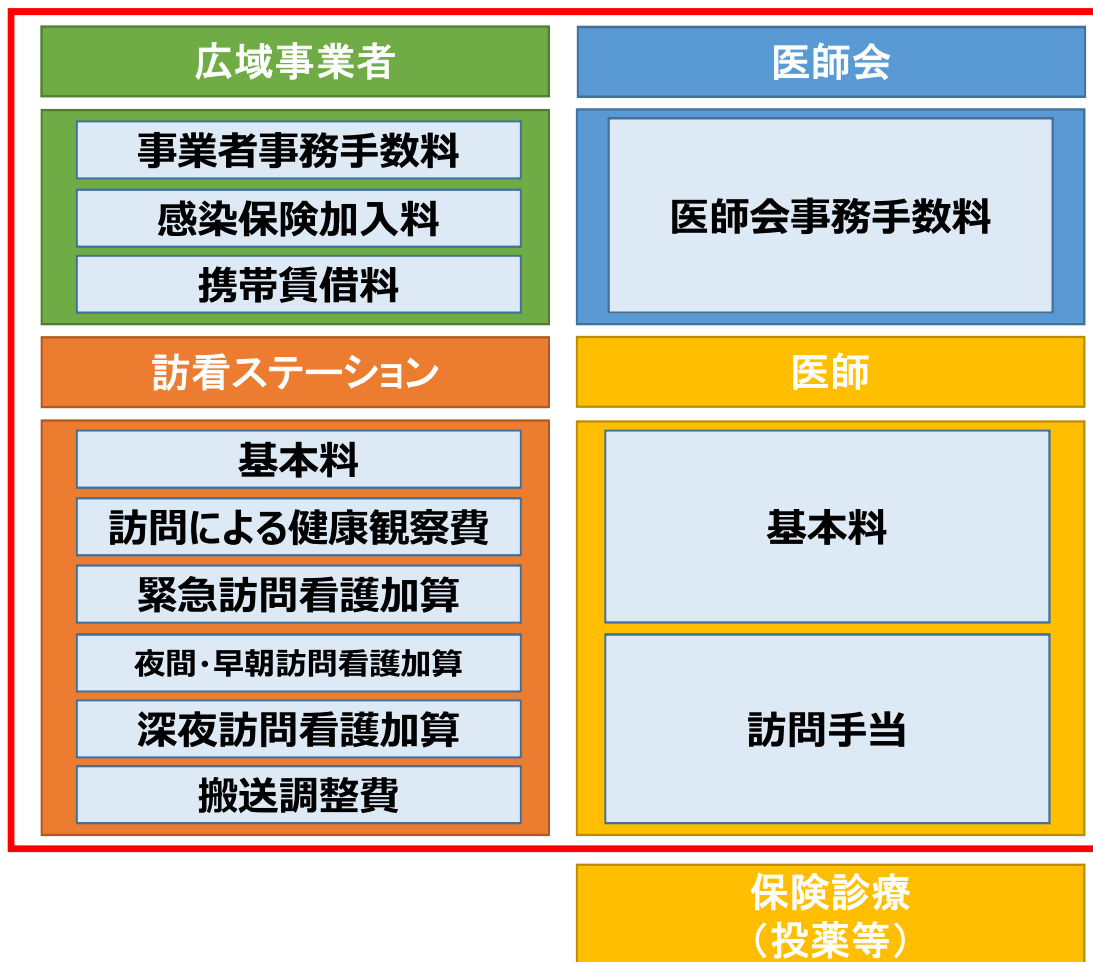 広域事業者
事業者事務手数料
感染保険加入料
携帯賃借料
医師会
医師会事務手数料
訪看ステーション
基本料
訪問による健康観察費
緊急訪問看護加算
夜間・早朝訪問看護加算
深夜訪問看護加算
搬送調整費
医師
基本料
訪問手当
保険診療
（投薬等）